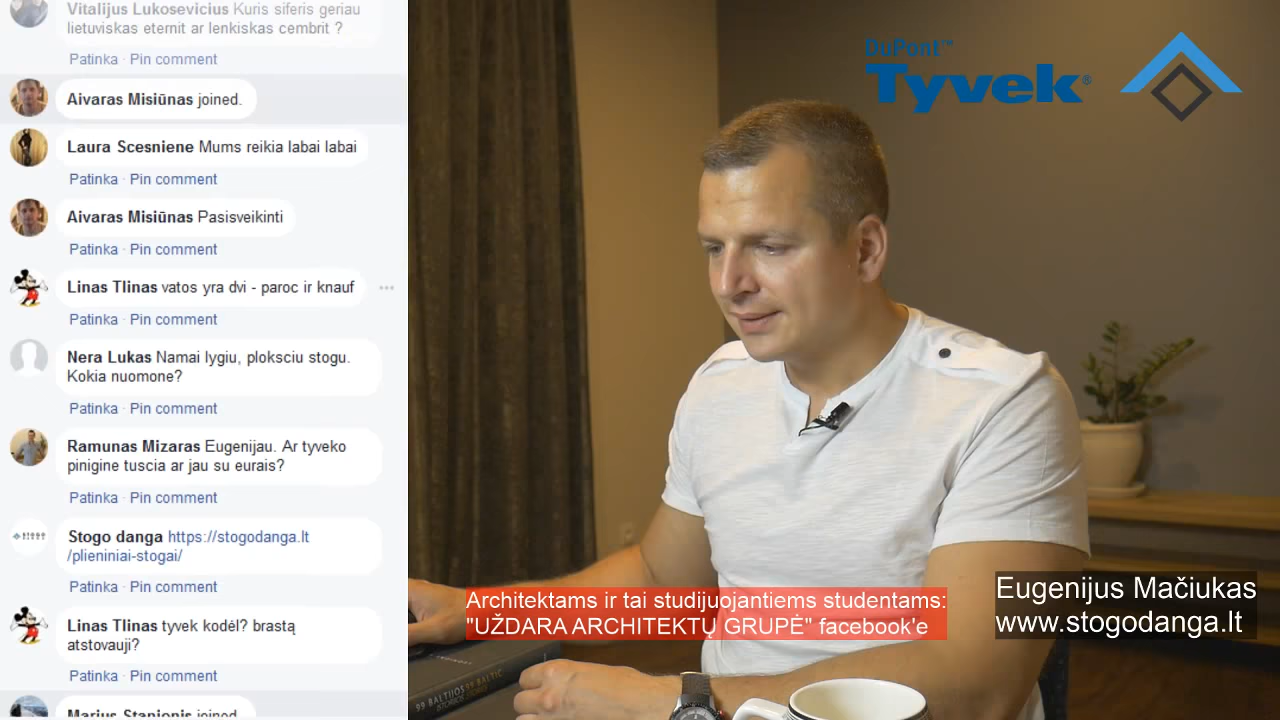 Vitalijus Lukosevicius Kuris siferis geriau
lietuviskas eternit ar lenkiskas cembrit ?
Patinka · Pin comment
Aivaras Misiūnas joined.
Laura Scesniene Mums reikia labai labai
Patinka · Pin comment
Aivaras Misiūnas Pasisveikinti
Patinka · Pin comment
Linas Tlinas vatos yra dvi - paroc ir knauf
Patinka · Pin comment
Nera Lukas Namai lygiu, ploksciu stogu.
Kokia nuomone?
Patinka · Pin comment
Ramunas Mizaras Eugenijau. Ar tyveko
pinigine tuscia ar jau su eurais?
Patinka · Pin comment
Stogo danga https://stogodanga.lt
/plieniniai-stogai/
Patinka · Pin comment
Linas Tlinas tyvek kodėl? brastą
atstovauji?
Patinka · Pin comment
Marius Stanionis joined.
DuPont™
Tyvek®
Architektams ir tai studijuojantiems studentams:
"UŽDARA ARCHITEKTŲ GRUPĖ" facebook'e
Eugenijus Mačiukas
www.stogodanga.lt
99 BALTIJOS 99 BALTIC